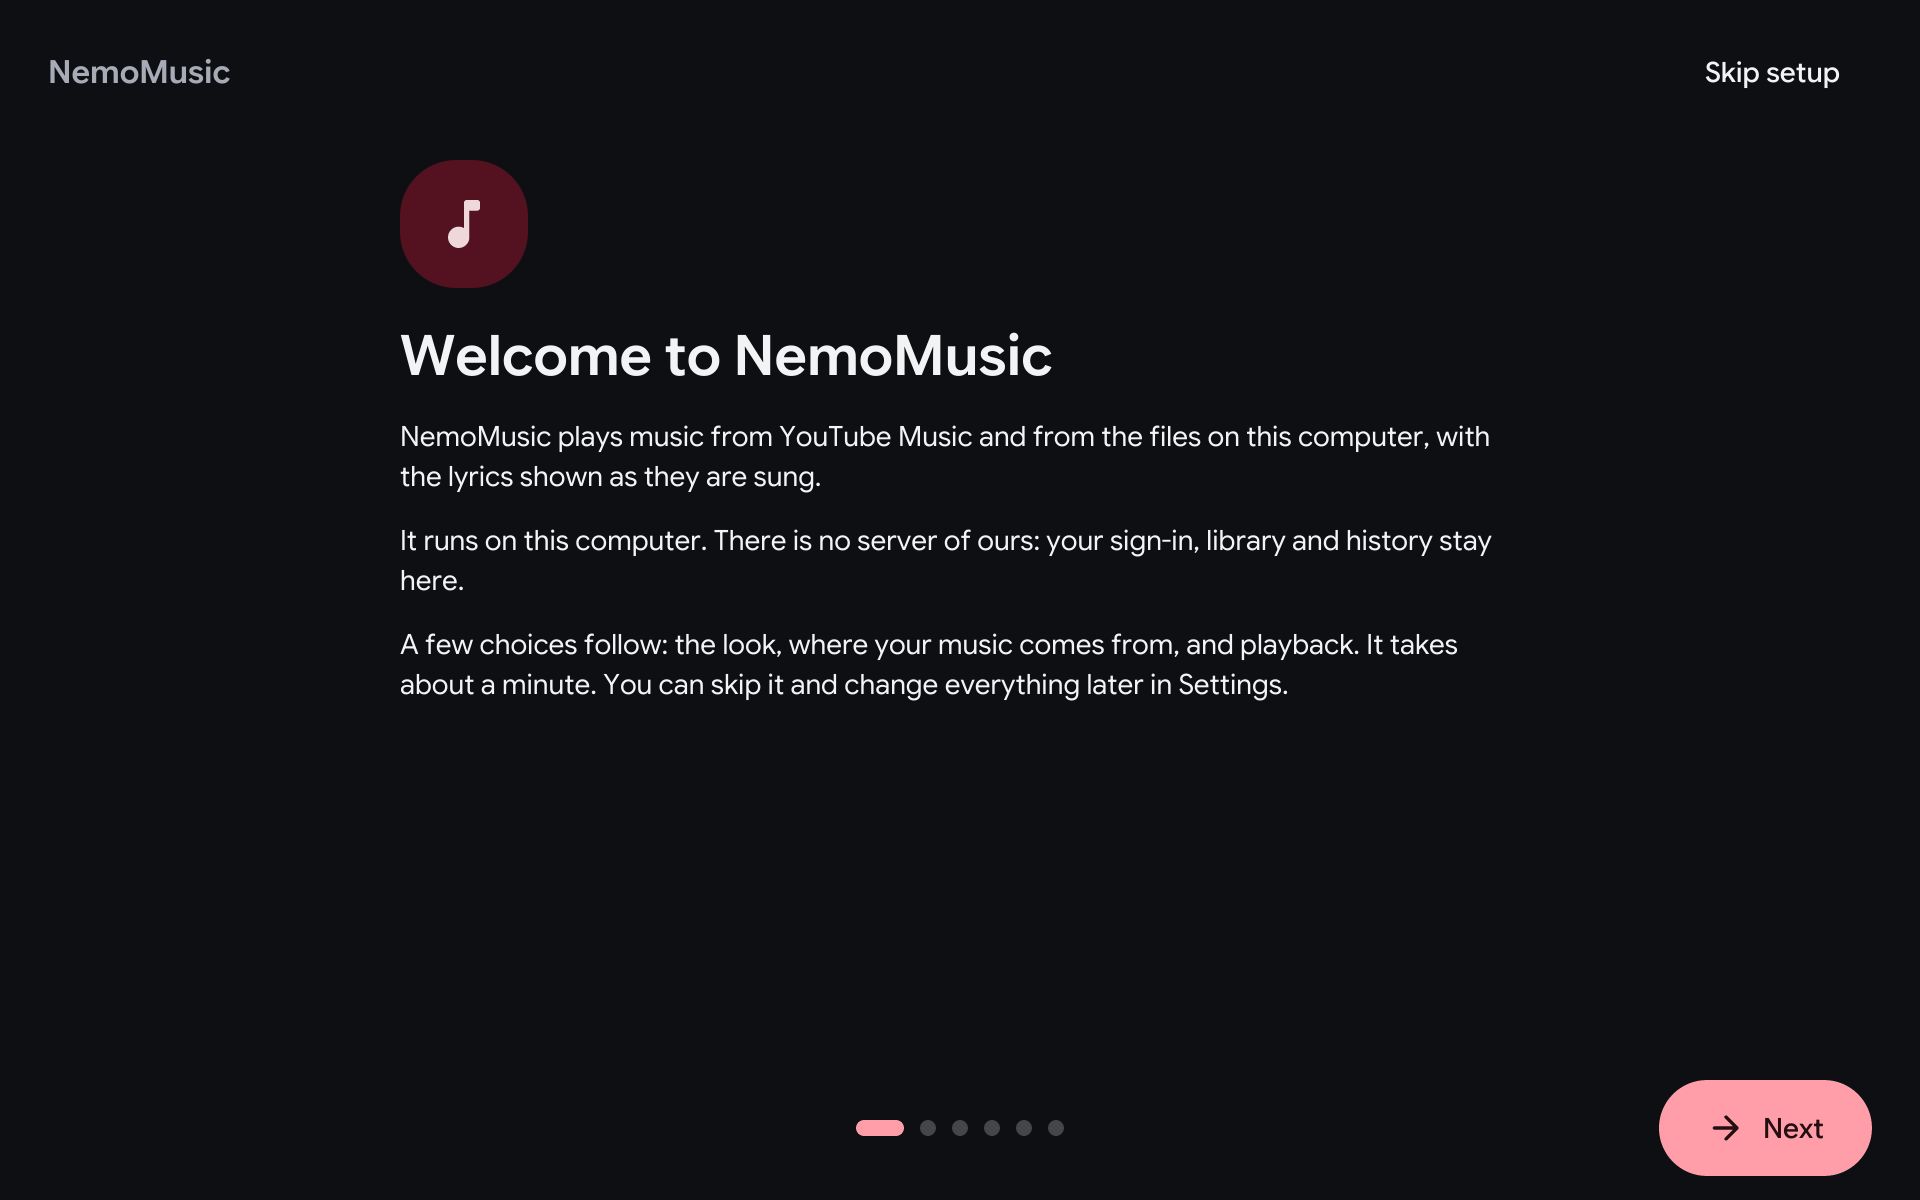 NemoMusic
Skip setup
Welcome to NemoMusic
NemoMusic plays music from YouTube Music and from the files on this computer, with
the lyrics shown as they are sung.
It runs on this computer. There is no server of ours: your sign-in, library and history stay
here.
A few choices follow: the look, where your music comes from, and playback. It takes
about a minute. You can skip it and change everything later in Settings.
Next